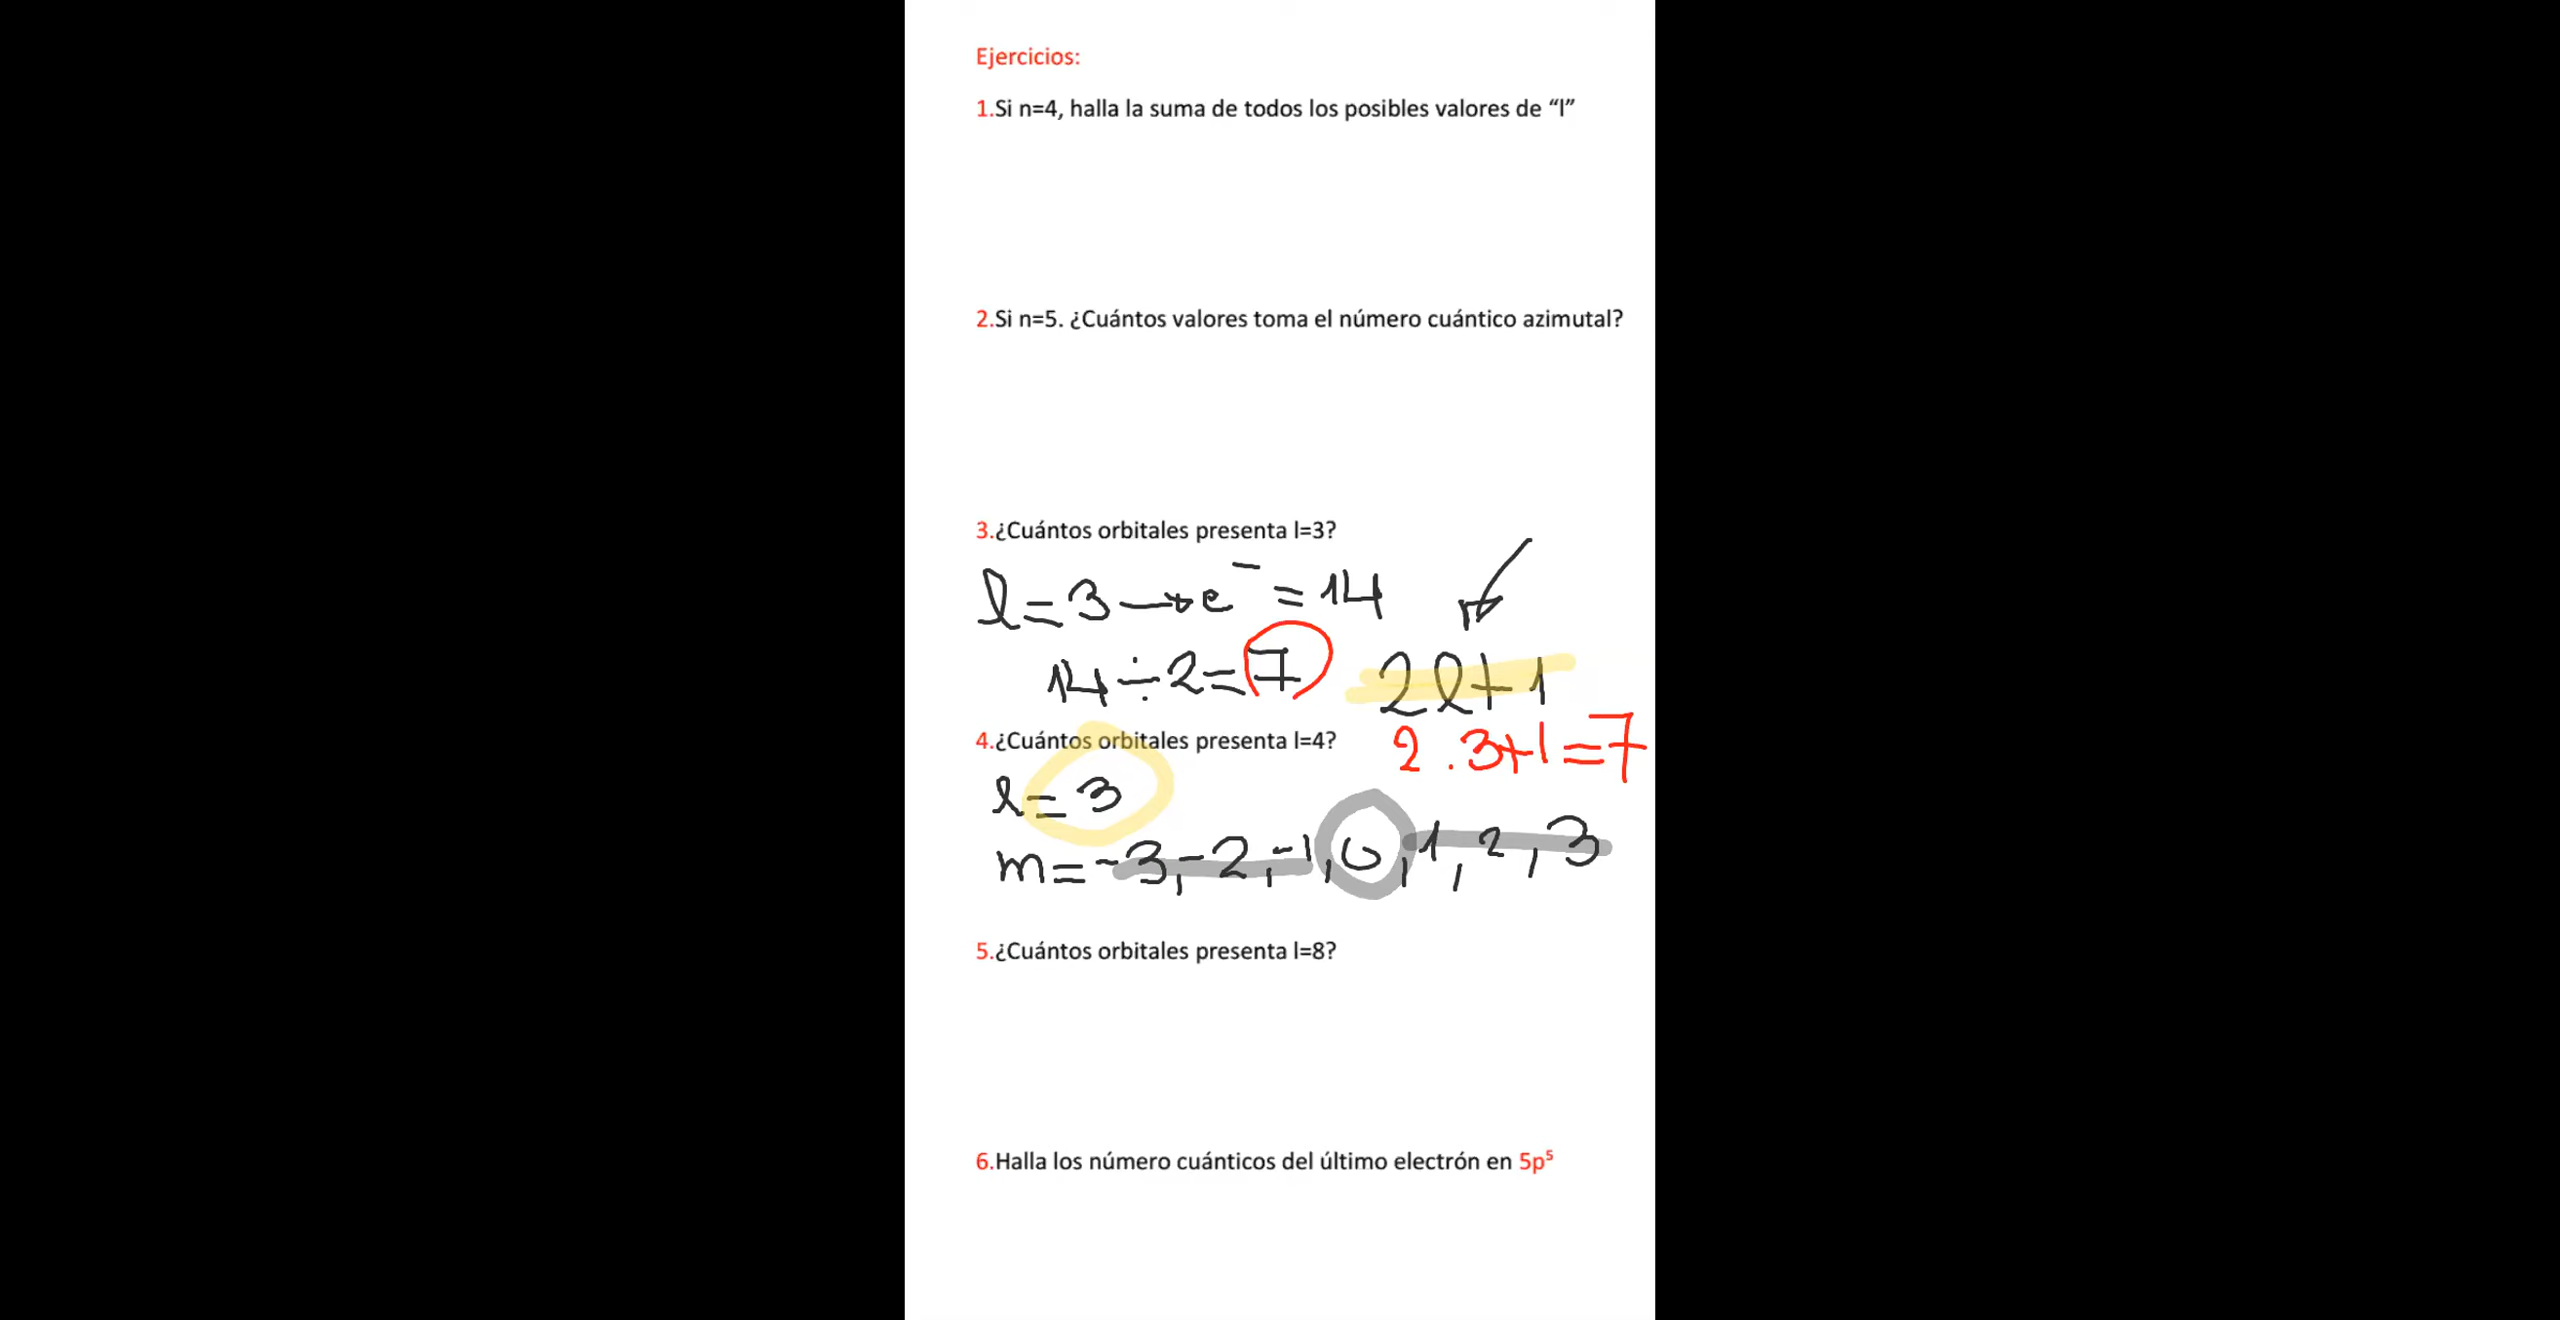 Ejercicios:
1.Si n=4, halla la suma de todos los posibles valores de “l”
2.Si n=5. ¿Cuántos valores toma el número cuántico azimutal?
3.¿Cuántos orbitales presenta l=3?
l=3→e⁻=14
14÷2=7 2l+1
4.¿Cuántos orbitales presenta l=4? 2.3+1=7
l=3
m=-3,-2,-1,0,1,2,3
5.¿Cuántos orbitales presenta l=8?
6.Halla los número cuánticos del último electrón en 5p⁵